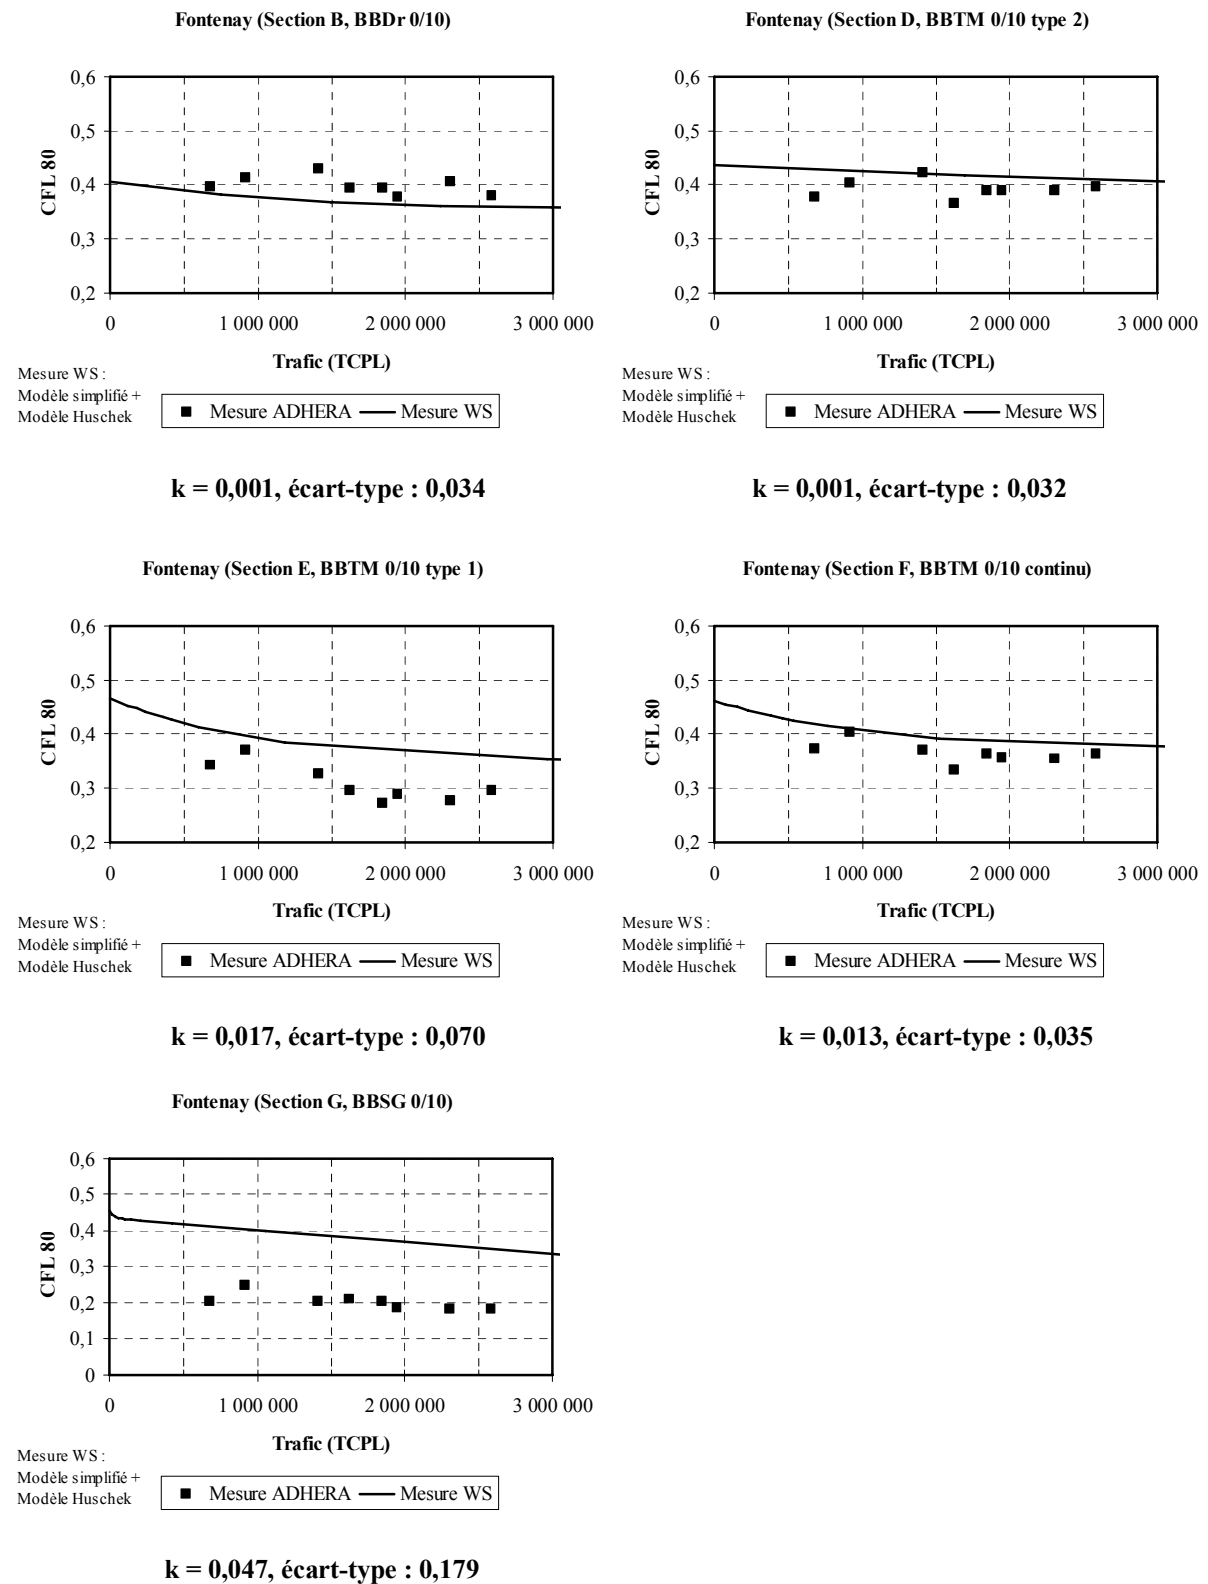 Fontenay (Section B, BBDr 0/10)
0,6
0,5
0,4
0,3
0,2
CFL 80
0 1 000 000 2 000 000 3 000 000
Trafic (TCPL)
Mesure WS :
Modèle simplifié +
Modèle Huschek
Mesure ADHERA Mesure WS
k = 0,001, écart-type : 0,034
Fontenay (Section D, BBTM 0/10 type 2)
0,6
0,5
0,4
0,3
0,2
CFL 80
0 1 000 000 2 000 000 3 000 000
Trafic (TCPL)
Mesure WS :
Modèle simplifié +
Modèle Huschek
Mesure ADHERA Mesure WS
k = 0,001, écart-type : 0,032
Fontenay (Section E, BBTM 0/10 type 1)
0,6
0,5
0,4
0,3
0,2
CFL 80
0 1 000 000 2 000 000 3 000 000
Trafic (TCPL)
Mesure WS :
Modèle simplifié +
Modèle Huschek
Mesure ADHERA Mesure WS
k = 0,017, écart-type : 0,070
Fontenay (Section F, BBTM 0/10 continu)
0,6
0,5
0,4
0,3
0,2
CFL 80
0 1 000 000 2 000 000 3 000 000
Trafic (TCPL)
Mesure WS :
Modèle simplifié +
Modèle Huschek
Mesure ADHERA Mesure WS
k = 0,013, écart-type : 0,035
Fontenay (Section G, BBSG 0/10)
0,6
0,5
0,4
0,3
0,2
0,1
0
CFL 80
0 1 000 000 2 000 000 3 000 000
Trafic (TCPL)
Mesure WS :
Modèle simplifié +
Modèle Huschek
Mesure ADHERA Mesure WS
k = 0,047, écart-type : 0,179